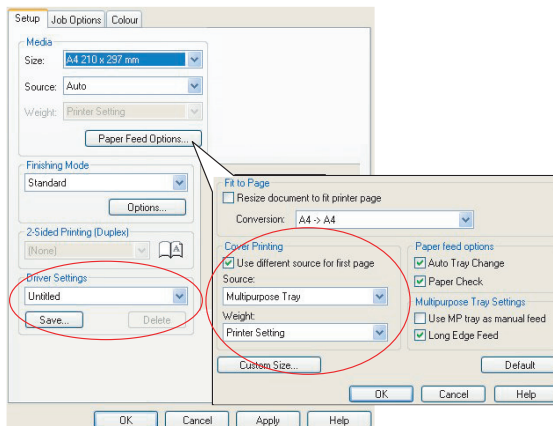 Setup Job Options Colour
Media
Size: A4 210 x 297 mm
Source: Auto
Weight: Printer Setting
Paper Feed Options...
Finishing Mode
Standard
Options...
2-Sided Printing (Duplex)
(None)
Driver Settings
Untitled
Save... Delete
OK Cancel Apply Help
Fit to Page
Resize document to fit printer page
Conversion: A4 -> A4
Cover Printing
Use different source for first page
Source:
Multipurpose Tray
Weight:
Printer Setting
Custom Size...
Paper feed options
Auto Tray Change
Paper Check
Multipurpose Tray Settings
Use MP tray as manual feed
Long Edge Feed
Default
OK Cancel Help